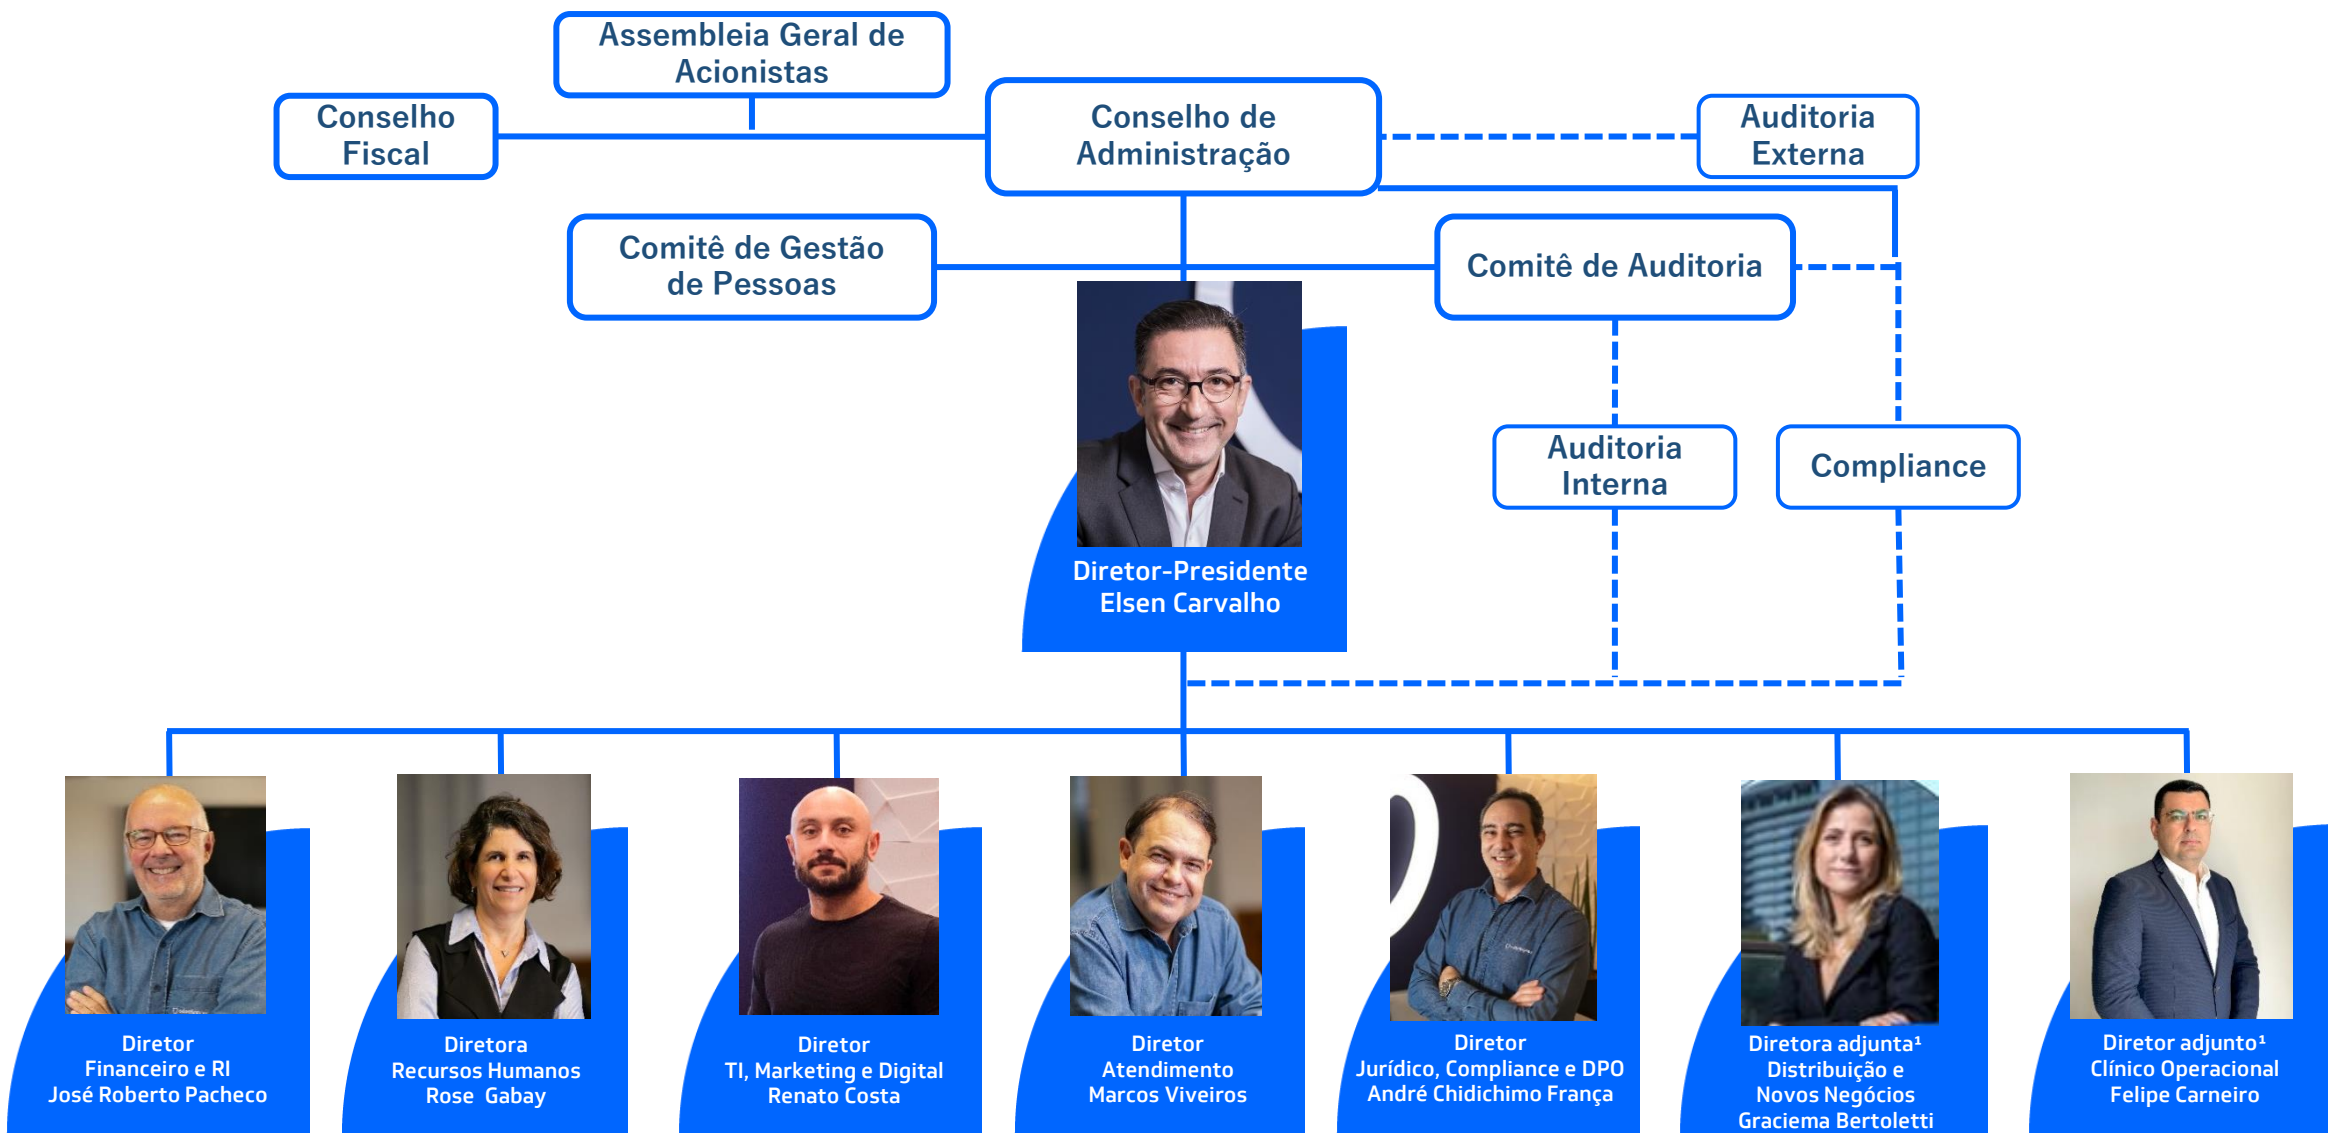 Assembleia Geral de
Acionistas
Conselho
Fiscal
Conselho de
Administração
Auditoria
Externa
Comitê de Gestão
de Pessoas
Comitê de Auditoria
Auditoria
Interna
Compliance
Diretor-Presidente
Elsen Carvalho
Diretor
Financeiro e RI
José Roberto Pacheco
Diretora
Recursos Humanos
Rose Gabay
Diretor
TI, Marketing e Digital
Renato Costa
Diretor
Atendimento
Marcos Viveiros
Diretor
Jurídico, Compliance e DPO
André Chidichimo França
Diretora adjunta¹
Distribuição e
Novos Negócios
Graciema Bertoletti
Diretor adjunto¹
Clínico Operacional
Felipe Carneiro